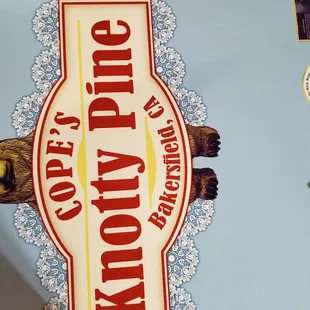 COPE'S
Knotty Pine
Bakersfield, CA